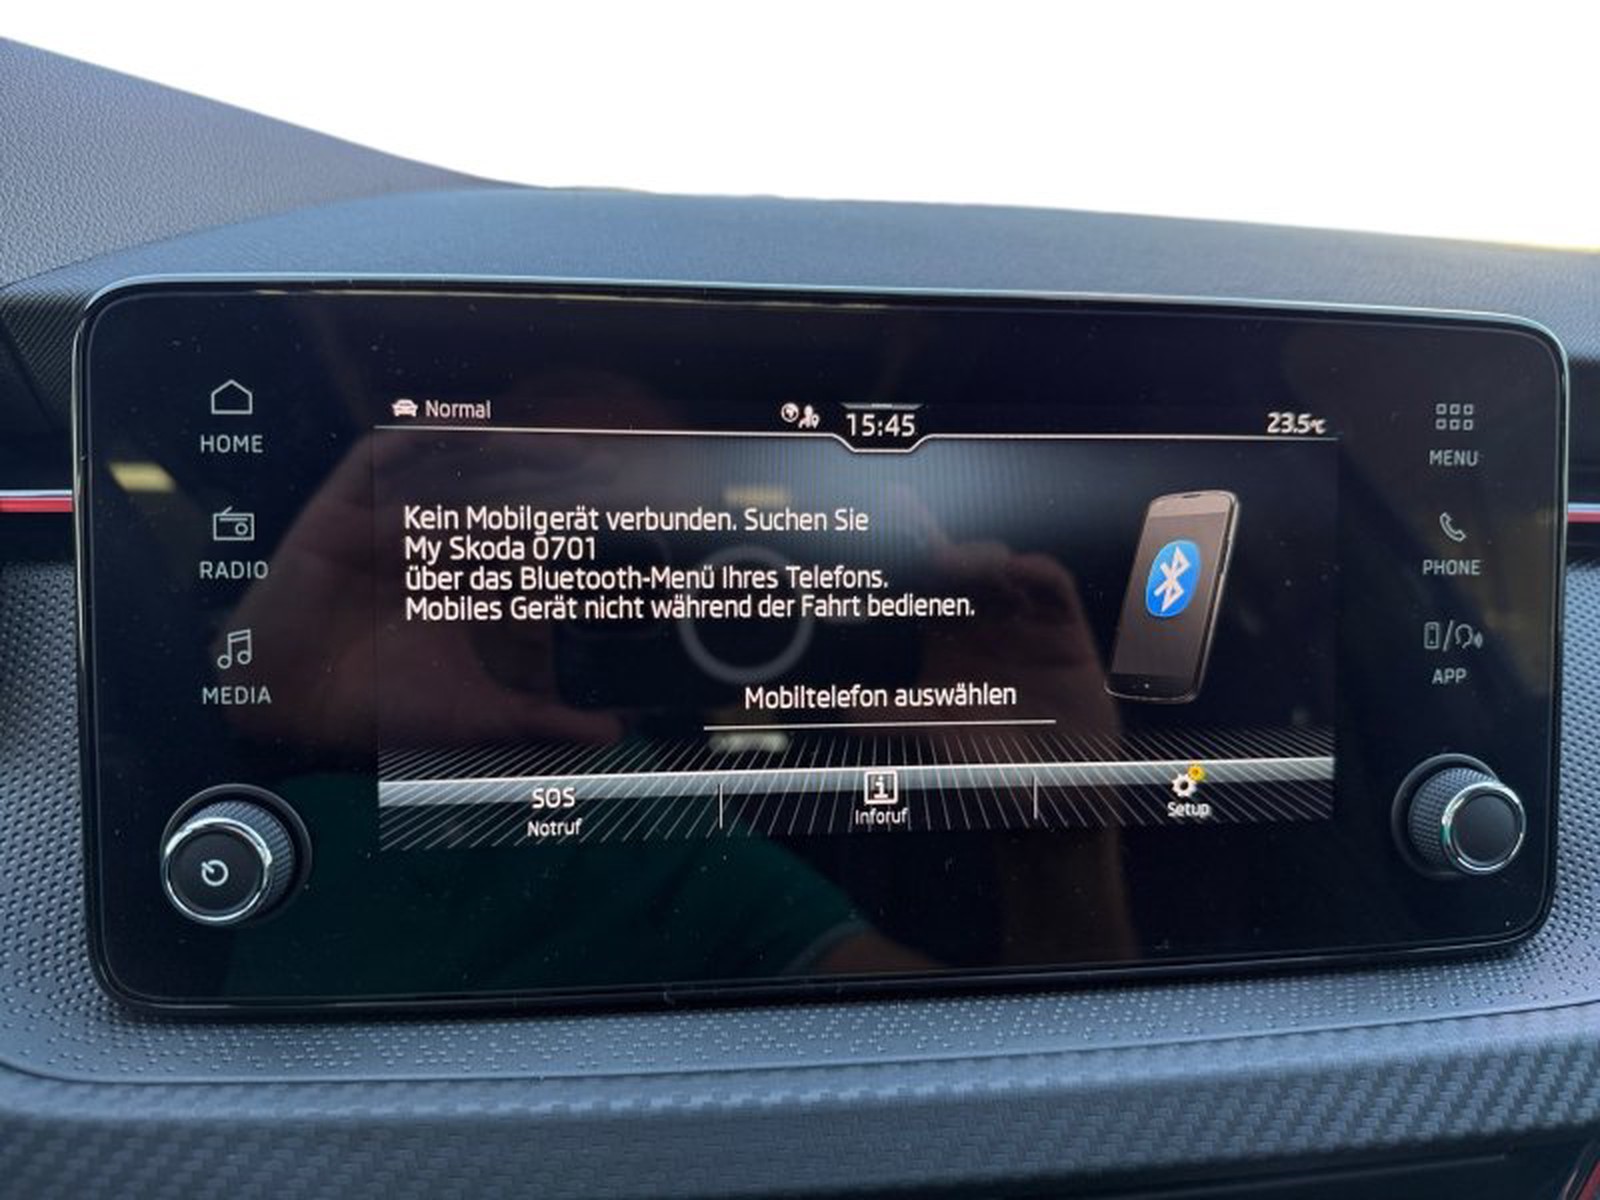 Normal
15:45
23.5°C
HOME
RADIO
MEDIA
MENU
PHONE
APP
Kein Mobilgerät verbunden. Suchen Sie
My Skoda 0701
über das Bluetooth-Menü Ihres Telefons.
Mobiles Gerät nicht während der Fahrt bedienen.
Mobiltelefon auswählen
SOS
Notruf
Inforuf
Setup